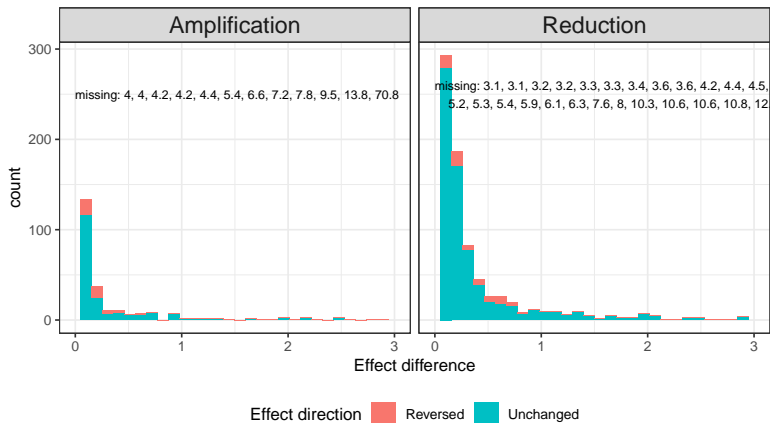 Amplification
Reduction
300
200
100
0
count
missing: 4, 4, 4.2, 4.2, 4.4, 5.4, 6.6, 7.2, 7.8, 9.5, 13.8, 70.8
missing: 3.1, 3.1, 3.2, 3.2, 3.3, 3.3, 3.4, 3.6, 3.6, 4.2, 4.4, 4.5,
5.2, 5.3, 5.4, 5.9, 6.1, 6.3, 7.6, 8, 10.3, 10.6, 10.6, 10.8, 12
0 1 2 3
0 1 2 3
Effect difference
Effect direction Reversed Unchanged